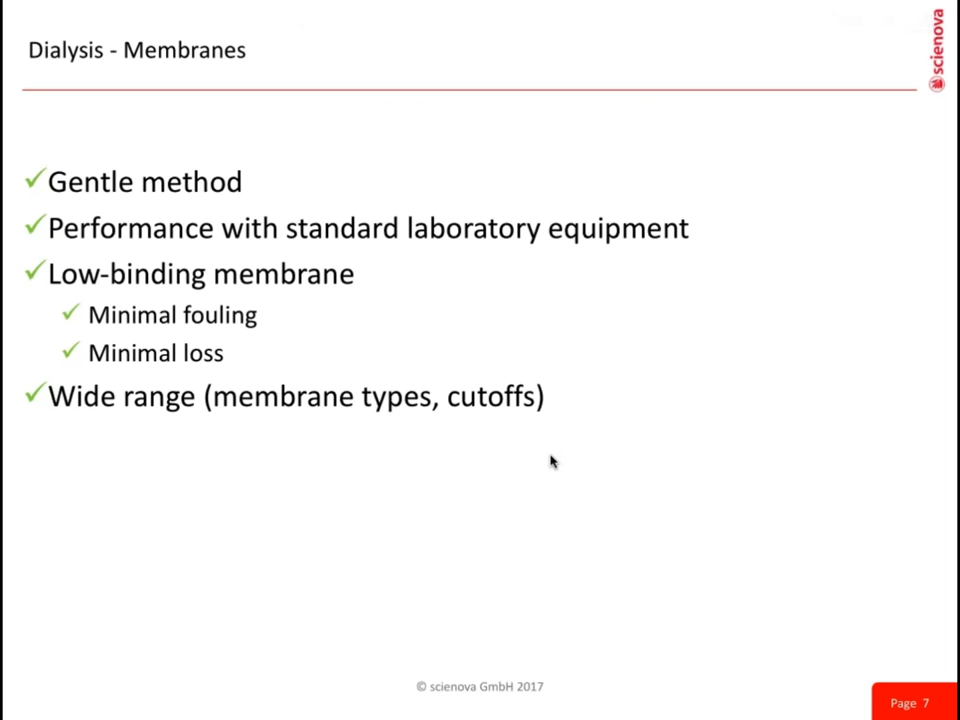 Dialysis - Membranes
scienova
Gentle method
Performance with standard laboratory equipment
Low-binding membrane
Minimal fouling
Minimal loss
Wide range (membrane types, cutoffs)
© scienova GmbH 2017
Page 7